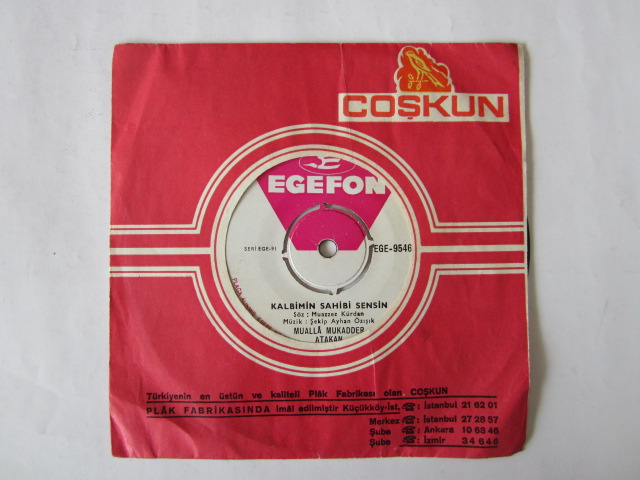 COŞKUN
EGEFON
SERİ EGE-91
EGE-9546
KALBİMİN SAHİBİ SENSİN
Söz : Muazzez Kürdan
Müzik : Şekip Ayhan Özışık
MUALLÂ MUKADDER
ATAKAN
Türkiyenin en üstün ve kaliteli Plâk Fabrikası olan COŞKUN
PLÂK FABRİKASINDA imâl edilmiştir Küçükköy-İst. ☎: İstanbul 21 62 01
Merkez ☎: İstanbul 27 28 57
Şube ☎: Ankara 10 68 46
Şube ☎: İzmir 34 646